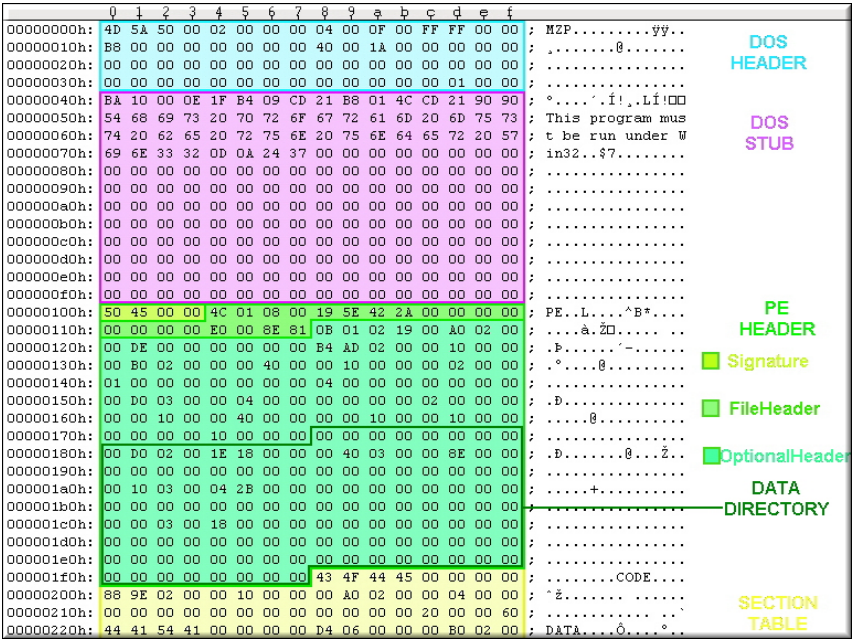 0 1 2 3 4 5 6 7 8 9 a b c d e f
00000000h: 4D 5A 50 00 02 00 00 00 04 00 0F 00 FF FF 00 00 ; MZP.........ÿÿ..
00000010h: B8 00 00 00 00 00 00 00 40 00 1A 00 00 00 00 00 ; ¸.......@.......
DOS
00000020h: 00 00 00 00 00 00 00 00 00 00 00 00 00 00 00 00 ; ................
HEADER
00000030h: 00 00 00 00 00 00 00 00 00 00 00 00 00 01 00 00 ; ................
00000040h: BA 10 00 0E 1F B4 09 CD 21 B8 01 4C CD 21 90 90 ; º....´.Í!¸.LÍ!□□
00000050h: 54 68 69 73 20 70 72 6F 67 72 61 6D 20 6D 75 73 ; This program mus
DOS
00000060h: 74 20 62 65 20 72 75 6E 20 75 6E 64 65 72 20 57 ; t be run under W
STUB
00000070h: 69 6E 33 32 0D 0A 24 37 00 00 00 00 00 00 00 00 ; in32..$7........
00000080h: 00 00 00 00 00 00 00 00 00 00 00 00 00 00 00 00 ; ................
00000090h: 00 00 00 00 00 00 00 00 00 00 00 00 00 00 00 00 ; ................
000000a0h: 00 00 00 00 00 00 00 00 00 00 00 00 00 00 00 00 ; ................
000000b0h: 00 00 00 00 00 00 00 00 00 00 00 00 00 00 00 00 ; ................
000000c0h: 00 00 00 00 00 00 00 00 00 00 00 00 00 00 00 00 ; ................
000000d0h: 00 00 00 00 00 00 00 00 00 00 00 00 00 00 00 00 ; ................
000000e0h: 00 00 00 00 00 00 00 00 00 00 00 00 00 00 00 00 ; ................
000000f0h: 00 00 00 00 00 00 00 00 00 00 00 00 00 00 00 00 ; ................
00000100h: 50 45 00 00 4C 01 08 00 19 5E 42 2A 00 00 00 00 ; PE..L....^B*....
PE
00000110h: 00 00 00 00 E0 00 8E 81 0B 01 02 19 00 A0 02 00 ; ....à.Ž□..... ..
HEADER
00000120h: 00 DE 00 00 00 00 00 00 B4 AD 02 00 00 10 00 00 ; .Þ......´-......
00000130h: 00 B0 02 00 00 00 40 00 00 10 00 00 00 02 00 00 ; .°....@.........
Signature
00000140h: 01 00 00 00 00 00 00 00 04 00 00 00 00 00 00 00 ; ................
00000150h: 00 D0 03 00 00 04 00 00 00 00 00 00 02 00 00 00 ; .Ð..............
FileHeader
00000160h: 00 00 10 00 00 40 00 00 00 00 10 00 00 10 00 00 ; .....@..........
00000170h: 00 00 00 00 10 00 00 00 00 00 00 00 00 00 00 00 ; ................
00000180h: 00 D0 02 00 1E 18 00 00 00 40 03 00 00 8E 00 00 ; .Ð.......@...Ž..
OptionalHeader
00000190h: 00 00 00 00 00 00 00 00 00 00 00 00 00 00 00 00 ; ................
000001a0h: 00 10 03 00 04 2B 00 00 00 00 00 00 00 00 00 00 ; .....+..........
DATA
000001b0h: 00 00 00 00 00 00 00 00 00 00 00 00 00 00 00 00 ; ................
DIRECTORY
000001c0h: 00 00 03 00 18 00 00 00 00 00 00 00 00 00 00 00 ; ................
000001d0h: 00 00 00 00 00 00 00 00 00 00 00 00 00 00 00 00 ; ................
000001e0h: 00 00 00 00 00 00 00 00 00 00 00 00 00 00 00 00 ; ................
000001f0h: 00 00 00 00 00 00 00 00 43 4F 44 45 00 00 00 00 ; ........CODE....
00000200h: 88 9E 02 00 00 10 00 00 00 A0 02 00 00 04 00 00 ; ˆž....... ......
SECTION
00000210h: 00 00 00 00 00 00 00 00 00 00 00 00 20 00 00 60 ; ............ ..`
TABLE
00000220h: 44 41 54 41 00 00 00 00 D4 06 00 00 00 B0 02 00 ; DATA....Ô....°..